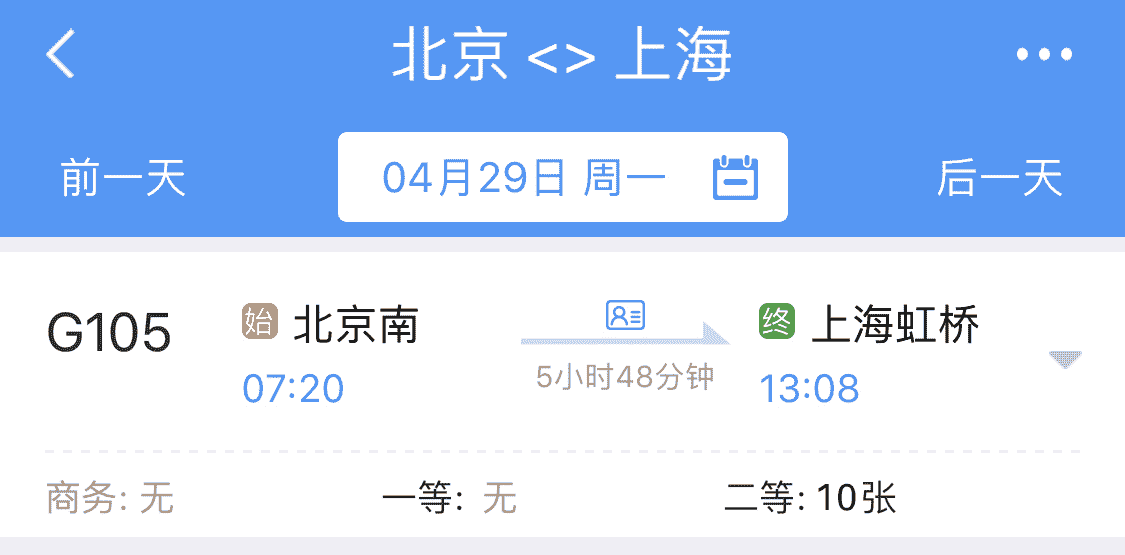 北京 <> 上海
前一天 04月29日 周一 后一天
G105 始 北京南 终 上海虹桥
07:20 5小时48分钟 13:08
商务: 无 一等: 无 二等: 10张